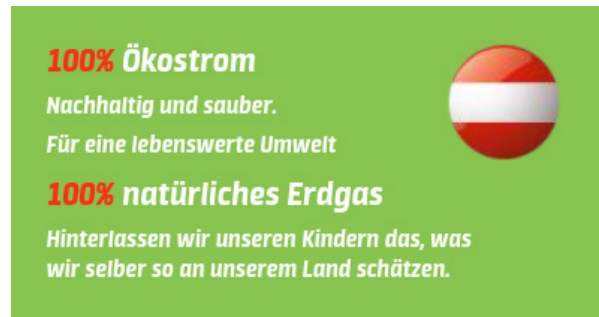 100% Ökostrom
Nachhaltig und sauber.
Für eine lebenswerte Umwelt
100% natürliches Erdgas
Hinterlassen wir unseren Kindern das, was
wir selber so an unserem Land schätzen.